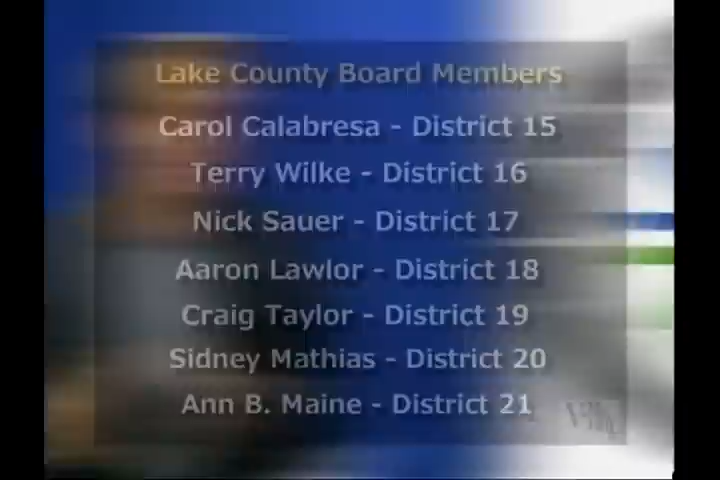 Lake County Board Members
Carol Calabresa - District 15
Terry Wilke - District 16
Nick Sauer - District 17
Aaron Lawlor - District 18
Craig Taylor - District 19
Sidney Mathias - District 20
Ann B. Maine - District 21